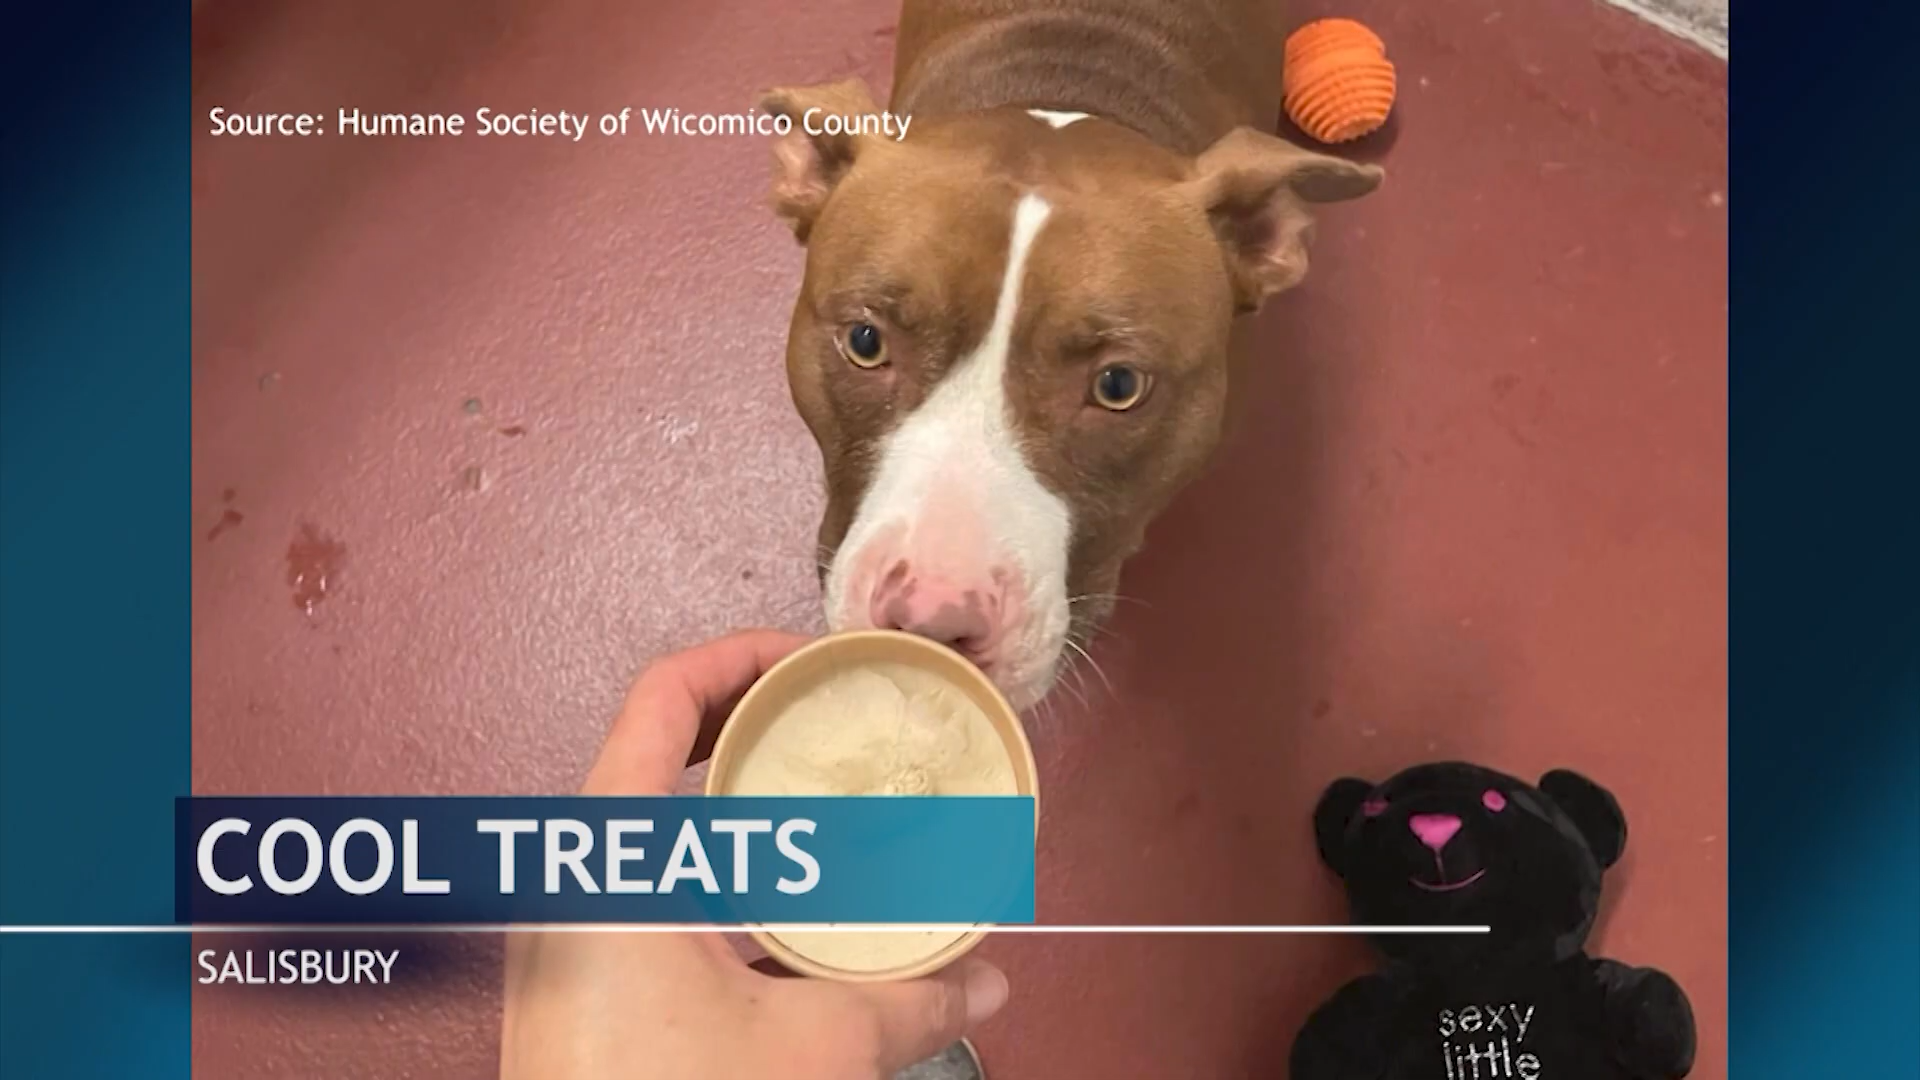 Source: Humane Society of Wicomico County
COOL TREATS
SALISBURY
sexy
little